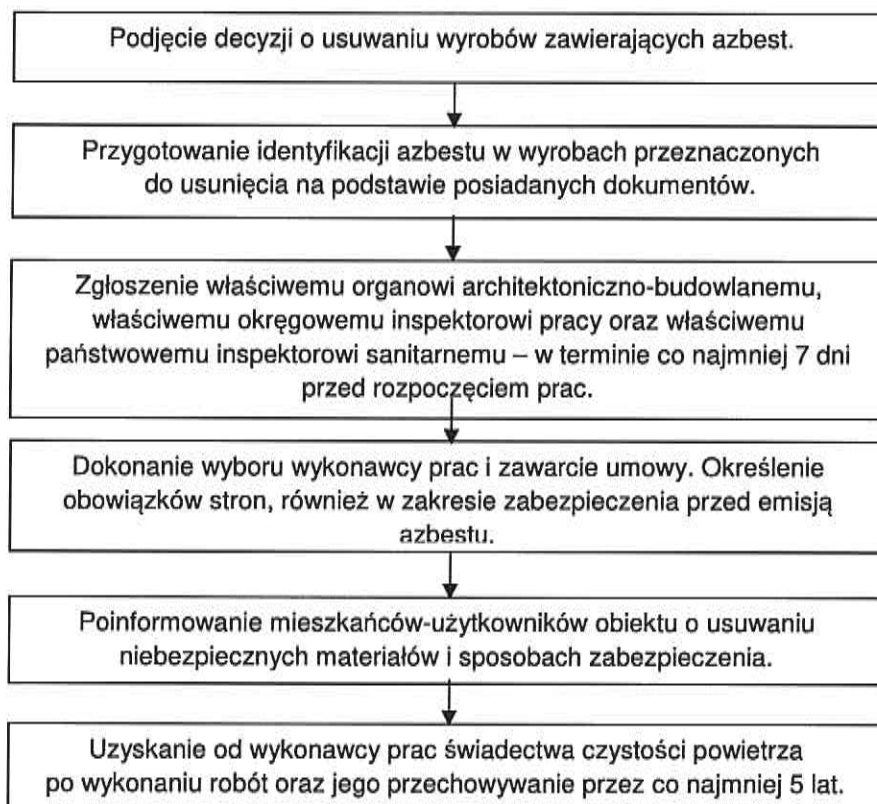 Podjęcie decyzji o usuwaniu wyrobów zawierających azbest.
Przygotowanie identyfikacji azbestu w wyrobach przeznaczonych
do usunięcia na podstawie posiadanych dokumentów.
Zgłoszenie właściwemu organowi architektoniczno-budowlanemu,
właściwemu okręgowemu inspektorowi pracy oraz właściwemu
państwowemu inspektorowi sanitarnemu – w terminie co najmniej 7 dni
przed rozpoczęciem prac.
Dokonanie wyboru wykonawcy prac i zawarcie umowy. Określenie
obowiązków stron, również w zakresie zabezpieczenia przed emisją
azbestu.
Poinformowanie mieszkańców-użytkowników obiektu o usuwaniu
niebezpiecznych materiałów i sposobach zabezpieczenia.
Uzyskanie od wykonawcy prac świadectwa czystości powietrza
po wykonaniu robót oraz jego przechowywanie przez co najmniej 5 lat.